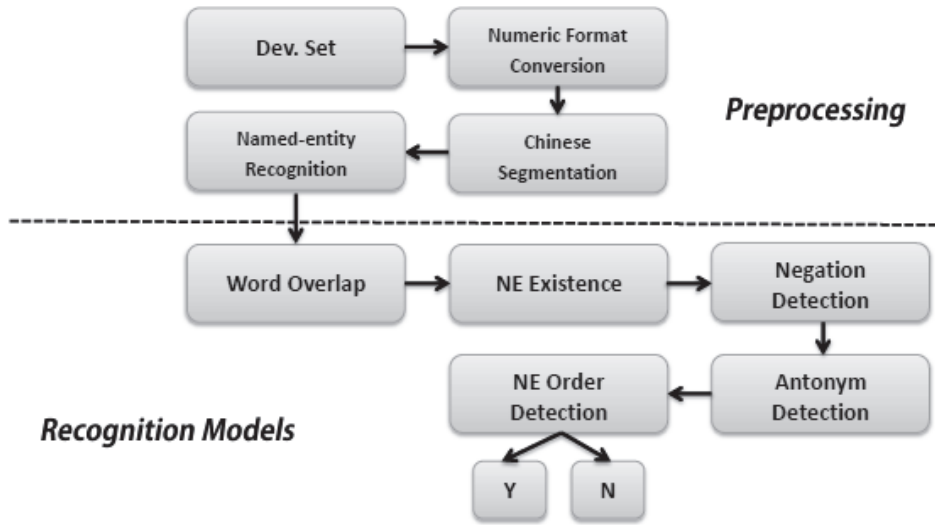 Dev. Set
Numeric Format
Conversion
Preprocessing
Named-entity
Recognition
Chinese
Segmentation
Word Overlap
NE Existence
Negation
Detection
NE Order
Detection
Antonym
Detection
Recognition Models
Y
N